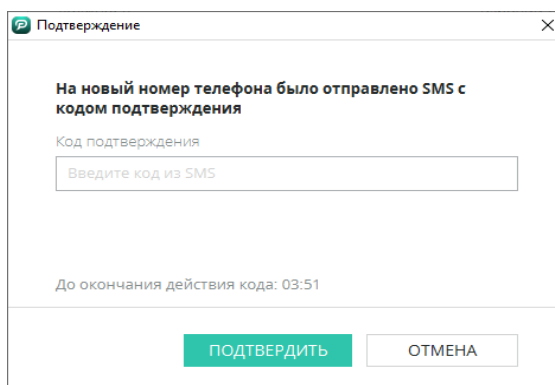 Подтверждение
На новый номер телефона было отправлено SMS с
кодом подтверждения
Код подтверждения
Введите код из SMS
До окончания действия кода: 03:51
ПОДТВЕРДИТЬ
ОТМЕНА